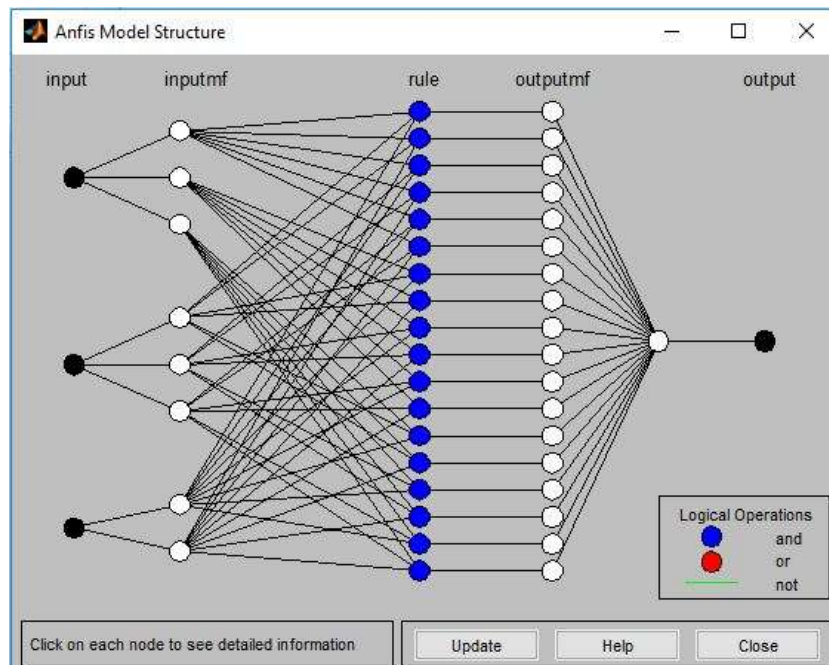 Anfis Model Structure
input inputmf rule outputmf output
Logical Operations
and
or
not
Click on each node to see detailed information
Update Help Close